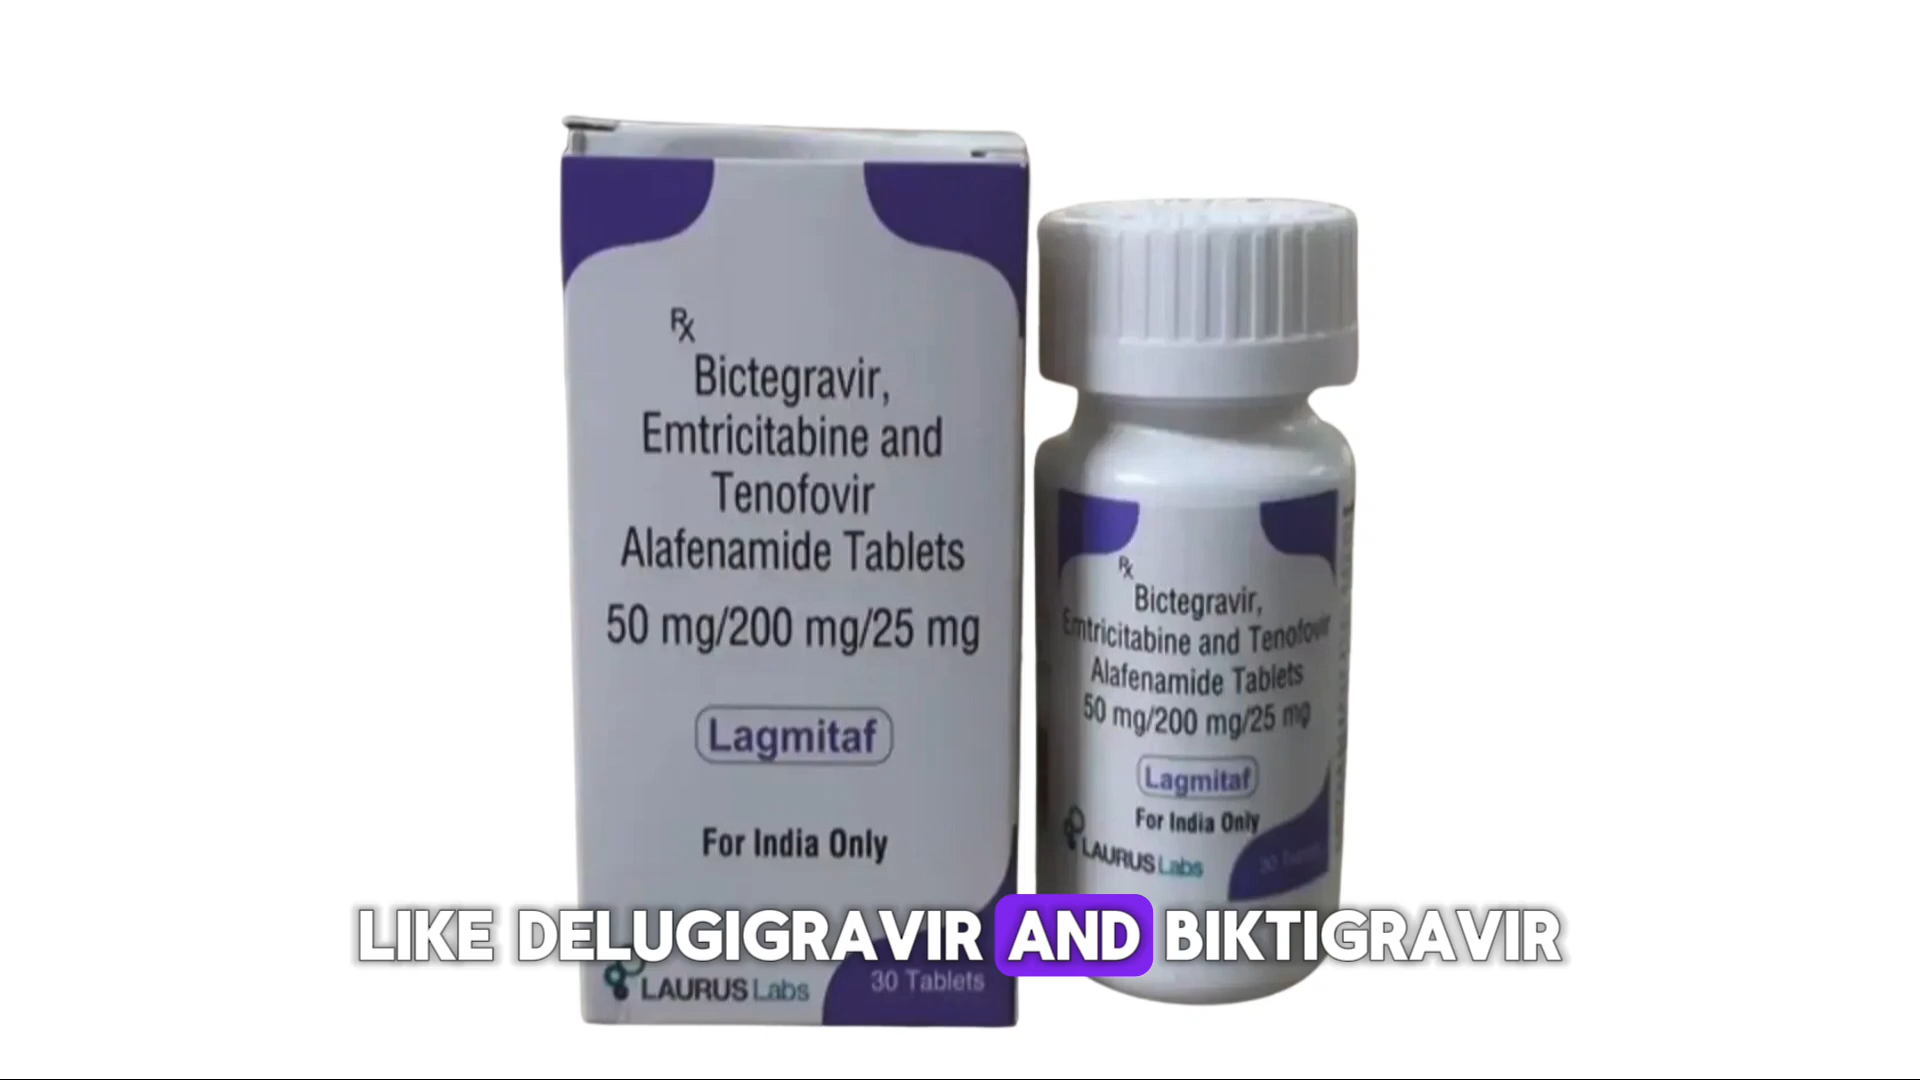 Rx
Bictegravir,
Emtricitabine and
Tenofovir
Alafenamide Tablets
50 mg/200 mg/25 mg
Lagmitaf
For India Only
LAURUS Labs
30 Tablets
Rx
Bictegravir,
Emtricitabine and Tenofovir
Alafenamide Tablets
50 mg/200 mg/25 mg
Lagmitaf
For India Only
LAURUS Labs
30 Tablets
LIKE DELUGIGRAVIR AND BIKTIGRAVIR